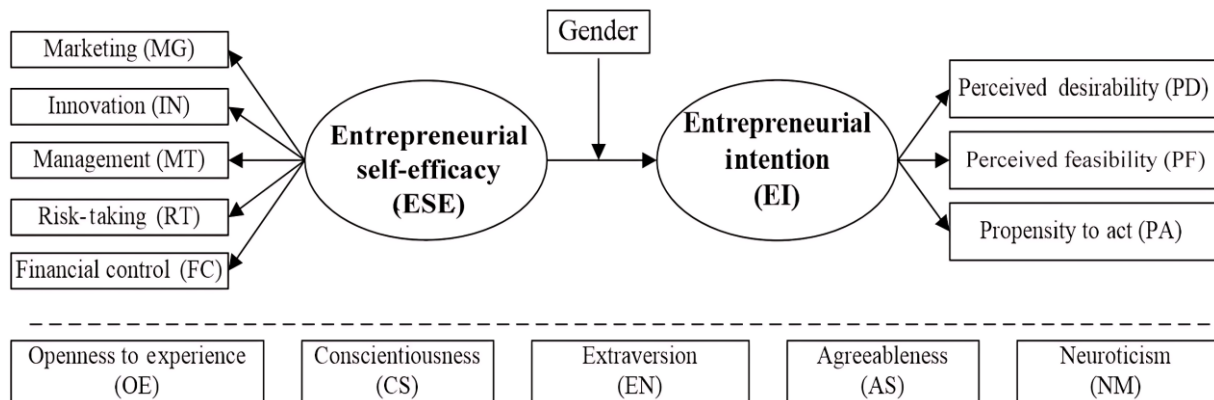 Gender
Marketing (MG)
Innovation (IN)
Management (MT)
Risk-taking (RT)
Financial control (FC)
Entrepreneurial
self-efficacy
(ESE)
Entrepreneurial
intention
(EI)
Perceived desirability (PD)
Perceived feasibility (PF)
Propensity to act (PA)
Openness to experience
(OE)
Conscientiousness
(CS)
Extraversion
(EN)
Agreeableness
(AS)
Neuroticism
(NM)